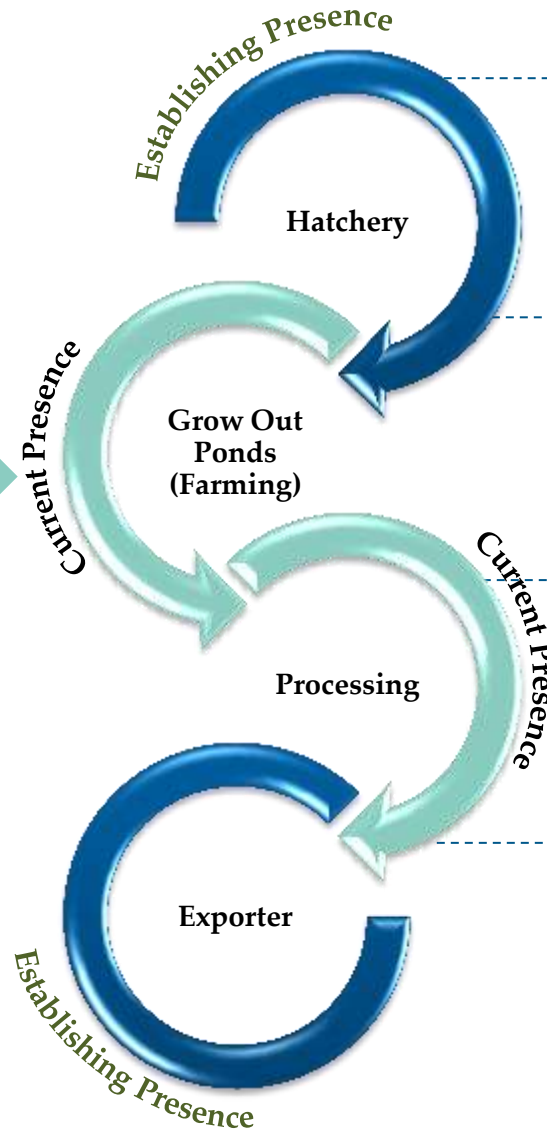 Establishing Presence
Hatchery
Current Presence
Grow Out
Ponds
(Farming)
Current Presence
Processing
Exporter
Establishing Presence